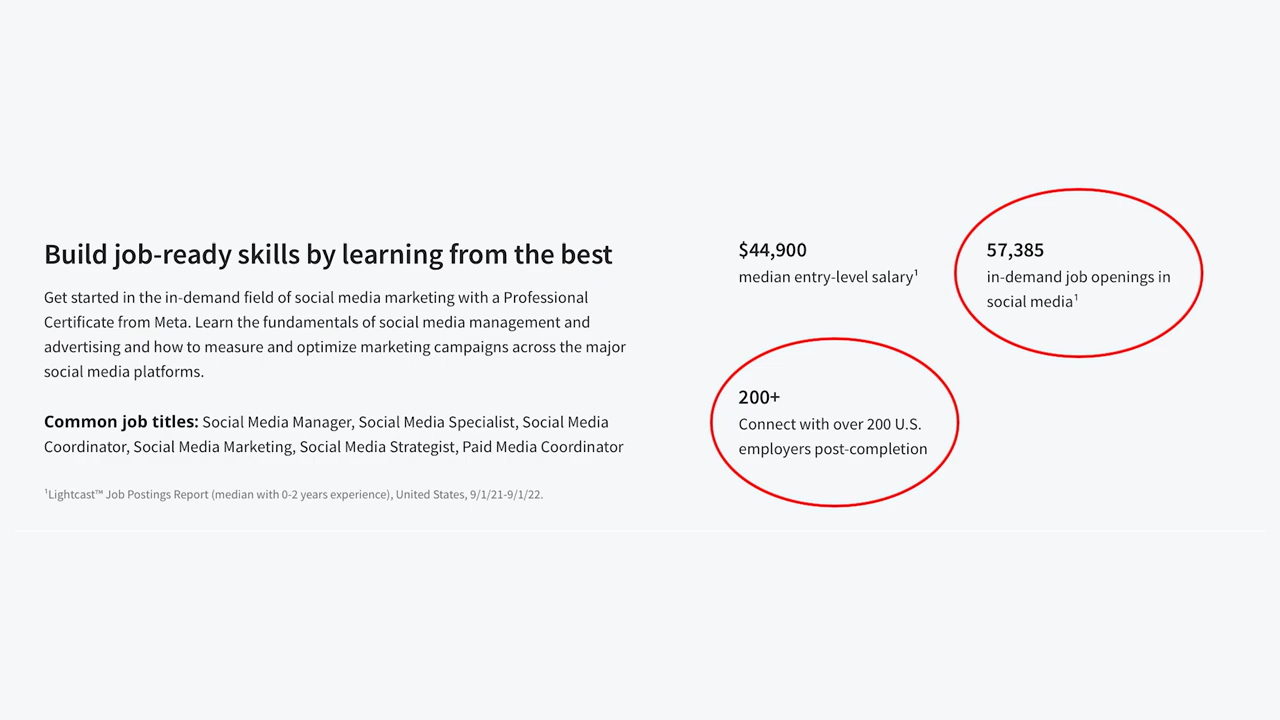 Build job-ready skills by learning from the best
Get started in the in-demand field of social media marketing with a Professional
Certificate from Meta. Learn the fundamentals of social media management and
advertising and how to measure and optimize marketing campaigns across the major
social media platforms.
Common job titles: Social Media Manager, Social Media Specialist, Social Media
Coordinator, Social Media Marketing, Social Media Strategist, Paid Media Coordinator
¹Lightcast™ Job Postings Report (median with 0-2 years experience), United States, 9/1/21-9/1/22.
$44,900
median entry-level salary¹
57,385
in-demand job openings in
social media¹
200+
Connect with over 200 U.S.
employers post-completion